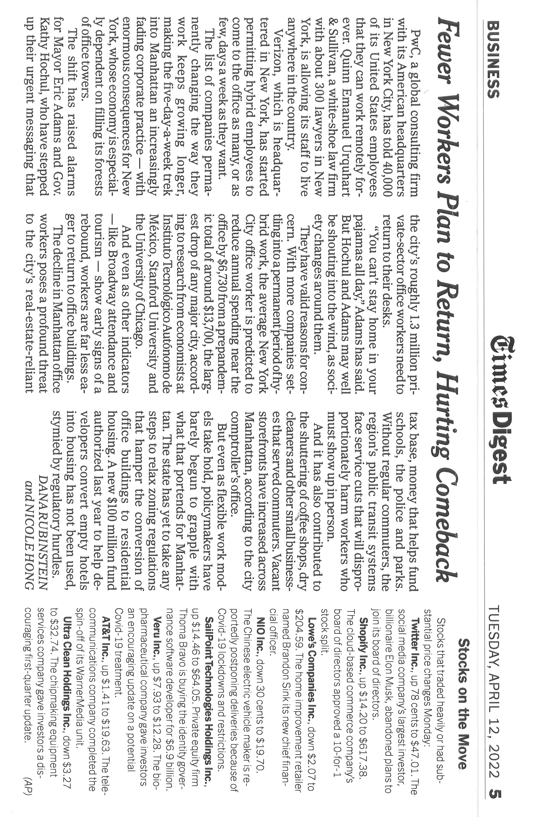 BUSINESS
TimesDigest
TUESDAY, APRIL 12, 2022 5
Fewer Workers Plan to Return, Hurting Comeback
PwC, a global consulting firm
with its American headquarters
in New York City, has told 40,000
of its United States employees
that they can work remotely for-
ever. Quinn Emanuel Urquhart
& Sullivan, a white-shoe law firm
with about 300 lawyers in New
York, is allowing its staff to live
anywhere in the country.
Verizon, which is headquar-
tered in New York, has started
permitting hybrid employees to
come to the office as many, or as
few, days a week as they want.
The list of companies perma-
nently changing the way they
work keeps growing longer,
making the five-day-a-week trek
into Manhattan an increasingly
fading corporate practice — with
enormous consequences for New
York, whose economy is especial-
ly dependent on filling its forests
of office towers.
The shift has raised alarms
for Mayor Eric Adams and Gov.
Kathy Hochul, who have stepped
up their urgent messaging that
the city's roughly 1.3 million pri-
vate-sector office workers need to
return to their desks.
“You can't stay home in your
pajamas all day,” Adams has said.
But Hochul and Adams may well
be shouting into the wind, as soci-
ety changes around them.
They have valid reasons for con-
cern. With more companies set-
tling into a permanent period of hy-
brid work, the average New York
City office worker is predicted to
reduce annual spending near the
office by $6,730 from a prepandem-
ic total of around $13,700, the larg-
est drop of any major city, accord-
ing to research from economists at
Instituto Tecnológico Autónomo de
México, Stanford University and
the University of Chicago.
And even as other indicators
— like Broadway attendance and
tourism — show early signs of a
rebound, workers are far less ea-
ger to return to office buildings.
The decline in Manhattan office
workers poses a profound threat
to the city's real-estate-reliant
tax base, money that helps fund
schools, the police and parks.
Without regular commuters, the
region's public transit systems
face service cuts that will dispro-
portionately harm workers who
must show up in person.
And it has also contributed to
the shuttering of coffee shops, dry
cleaners and other small business-
es that served commuters. Vacant
storefronts have increased across
Manhattan, according to the city
comptroller's office.
But even as flexible work mod-
els take hold, policymakers have
barely begun to grapple with
what that portends for Manhat-
tan. The state has yet to take any
steps to relax zoning regulations
that hamper the conversion of
office buildings to residential
housing. A new $100 million fund
authorized last year to help de-
velopers convert empty hotels
into housing has not been used,
stymied by regulatory hurdles.
DANA RUBINSTEIN
and NICOLE HONG
Stocks on the Move
Stocks that traded heavily or had sub-
stantial price changes Monday:
Twitter Inc., up 78 cents to $47.01. The
social media company's largest investor,
billionaire Elon Musk, abandoned plans to
join its board of directors.
Shopify Inc., up $14.20 to $617.38.
The cloud-based commerce company's
board of directors approved a 10-for-1
stock split.
Lowe's Companies Inc., down $2.07 to
$204.59. The home improvement retailer
named Brandon Sink its new chief finan-
cial officer.
NIO Inc., down 30 cents to $19.70.
The Chinese electric vehicle maker is re-
portedly postponing deliveries because of
Covid-19 lockdowns and restrictions.
SailPoint Technologies Holdings Inc.,
up $14.46 to $64.05. Private equity firm
Thoma Bravo is buying the identity gover-
nance software developer for $6.9 billion.
Veru Inc., up $7.93 to $12.28. The bio-
pharmaceutical company gave investors
an encouraging update on a potential
Covid-19 treatment.
AT&T Inc., up $1.41 to $19.63. The tele-
communications company completed the
spin-off of its WarnerMedia unit.
Ultra Clean Holdings Inc., down $3.27
to $32.74. The chipmaking equipment
services company gave investors a dis-
couraging first-quarter update. (AP)